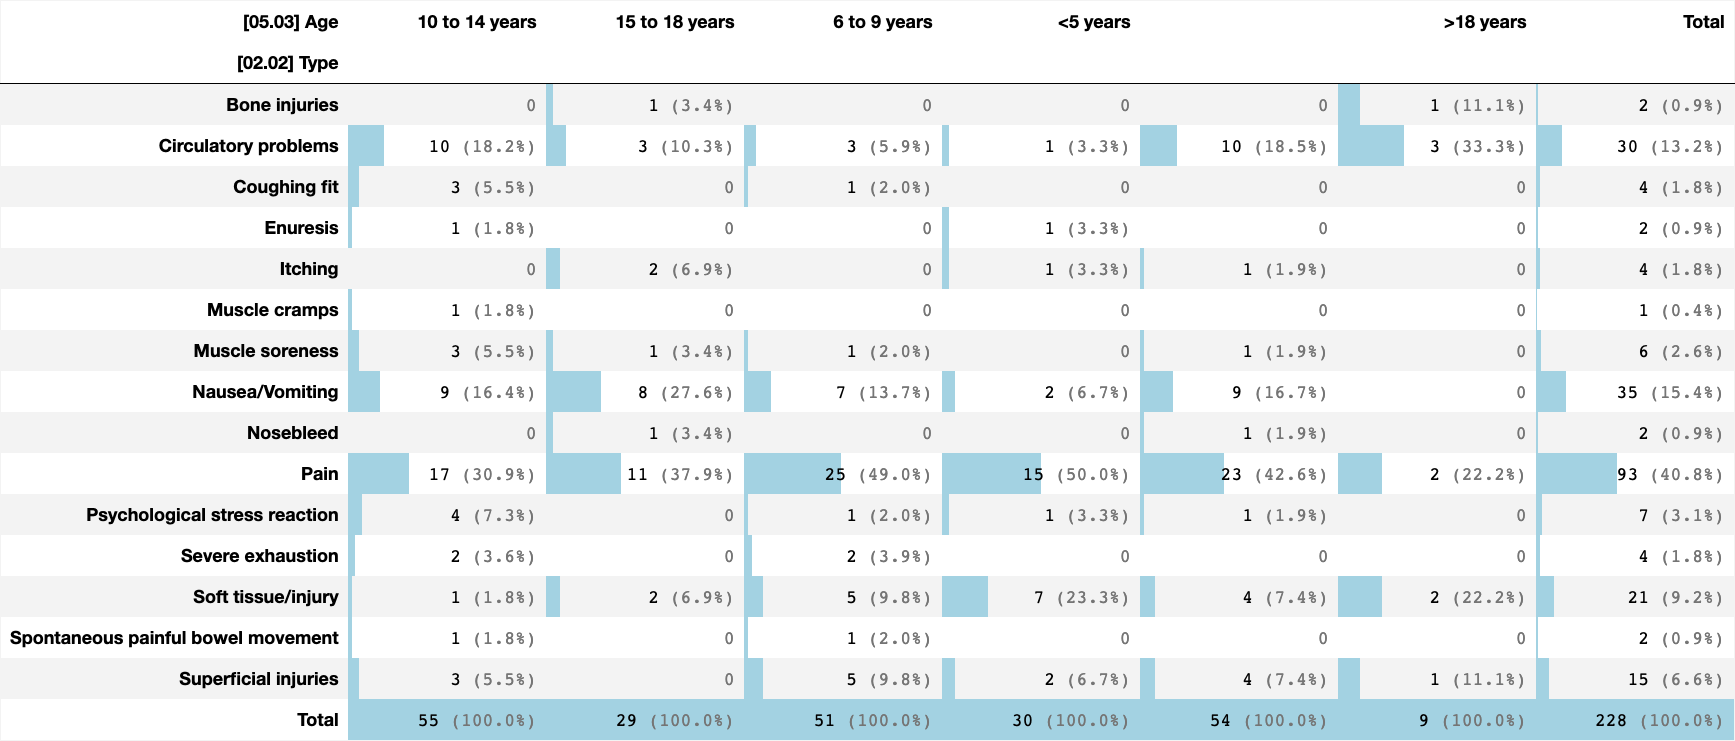 [05.03] Age 10 to 14 years 15 to 18 years 6 to 9 years <5 years >18 years Total
[02.02] Type
Bone injuries 0 1 (3.4%) 0 0 0 1 (11.1%) 2 (0.9%)
Circulatory problems 10 (18.2%) 3 (10.3%) 3 (5.9%) 1 (3.3%) 10 (18.5%) 3 (33.3%) 30 (13.2%)
Coughing fit 3 (5.5%) 0 1 (2.0%) 0 0 0 4 (1.8%)
Enuresis 1 (1.8%) 0 0 1 (3.3%) 0 0 2 (0.9%)
Itching 0 2 (6.9%) 0 1 (3.3%) 1 (1.9%) 0 4 (1.8%)
Muscle cramps 1 (1.8%) 0 0 0 0 0 1 (0.4%)
Muscle soreness 3 (5.5%) 1 (3.4%) 1 (2.0%) 0 1 (1.9%) 0 6 (2.6%)
Nausea/Vomiting 9 (16.4%) 8 (27.6%) 7 (13.7%) 2 (6.7%) 9 (16.7%) 0 35 (15.4%)
Nosebleed 0 1 (3.4%) 0 0 1 (1.9%) 0 2 (0.9%)
Pain 17 (30.9%) 11 (37.9%) 25 (49.0%) 15 (50.0%) 23 (42.6%) 2 (22.2%) 93 (40.8%)
Psychological stress reaction 4 (7.3%) 0 1 (2.0%) 1 (3.3%) 1 (1.9%) 0 7 (3.1%)
Severe exhaustion 2 (3.6%) 0 2 (3.9%) 0 0 0 4 (1.8%)
Soft tissue/injury 1 (1.8%) 2 (6.9%) 5 (9.8%) 7 (23.3%) 4 (7.4%) 2 (22.2%) 21 (9.2%)
Spontaneous painful bowel movement 1 (1.8%) 0 1 (2.0%) 0 0 0 2 (0.9%)
Superficial injuries 3 (5.5%) 0 5 (9.8%) 2 (6.7%) 4 (7.4%) 1 (11.1%) 15 (6.6%)
Total 55 (100.0%) 29 (100.0%) 51 (100.0%) 30 (100.0%) 54 (100.0%) 9 (100.0%) 228 (100.0%)